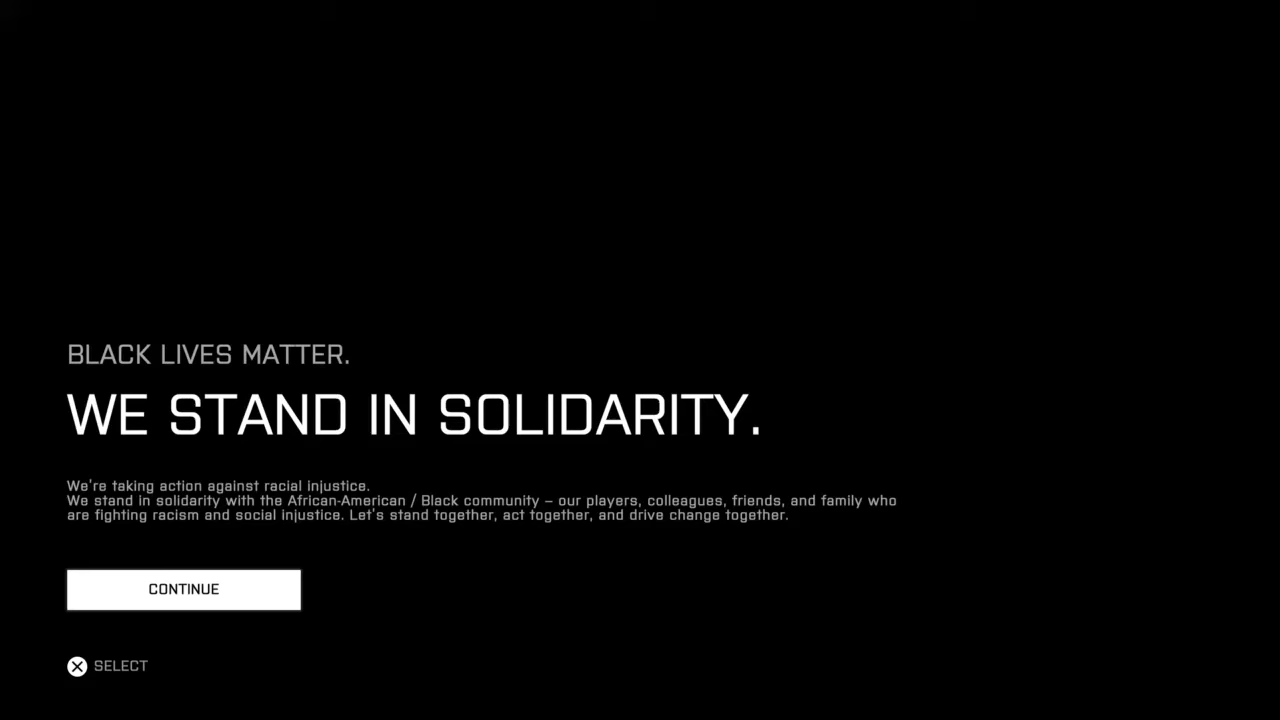 BLACK LIVES MATTER.
WE STAND IN SOLIDARITY.
We're taking action against racial injustice.
We stand in solidarity with the African-American / Black community – our players, colleagues, friends, and family who
are fighting racism and social injustice. Let's stand together, act together, and drive change together.
CONTINUE
SELECT